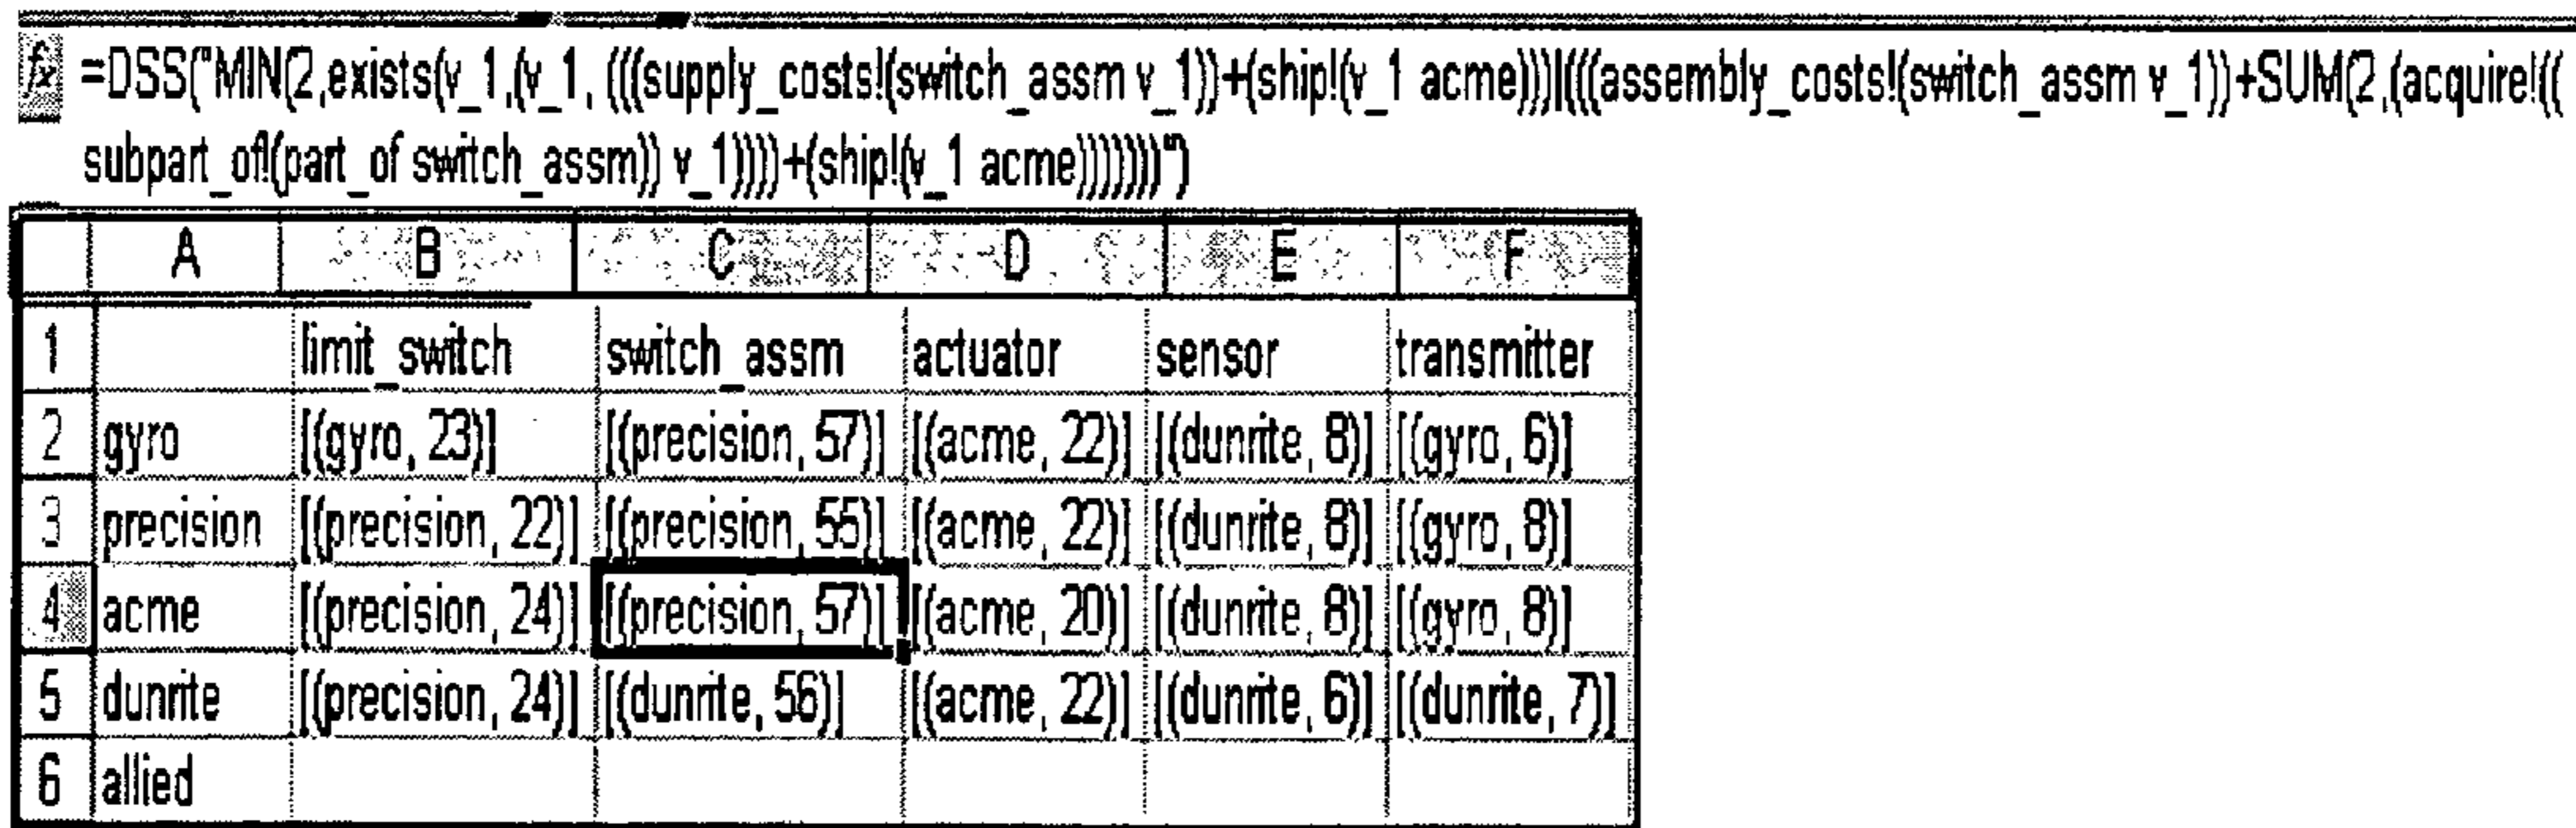 fx =DSS("MIN(2,exists(v_1,(v_1, (((supply_costs!(switch_assm v_1))+(ship!(v_1 acme)))|(((assembly_costs!(switch_assm v_1))+SUM(2,(acquire!((
subpart_of!(part_of switch_assm)) v_1))))+(ship!(v_1 acme)))))))")
A B C D E F
1 limit_switch switch_assm actuator sensor transmitter
2 gyro [(gyro, 23)] [(precision, 57)] [(acme, 22)] [(dunrite, 8)] [(gyro, 6)]
3 precision [(precision, 22)] [(precision, 55)] [(acme, 22)] [(dunrite, 8)] [(gyro, 8)]
4 acme [(precision, 24)] [(precision, 57)] [(acme, 20)] [(dunrite, 8)] [(gyro, 8)]
5 dunrite [(precision, 24)] [(dunrite, 56)] [(acme, 22)] [(dunrite, 6)] [(dunrite, 7)]
6 allied